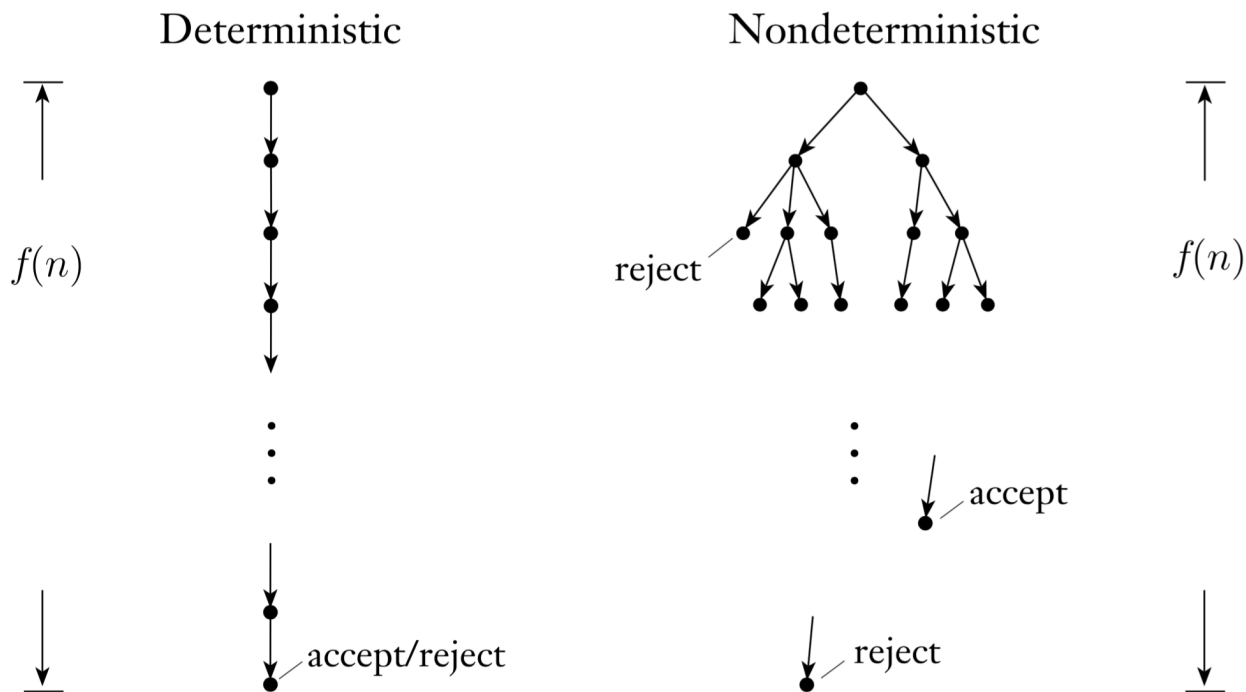 Deterministic
Nondeterministic
f(n)
reject
f(n)
accept
accept/reject
reject